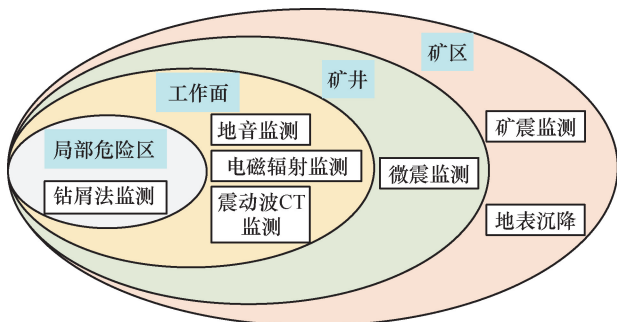 矿区
矿井
工作面
局部危险区
钻屑法监测
地音监测
电磁辐射监测
震动波CT
监测
微震监测
矿震监测
地表沉降